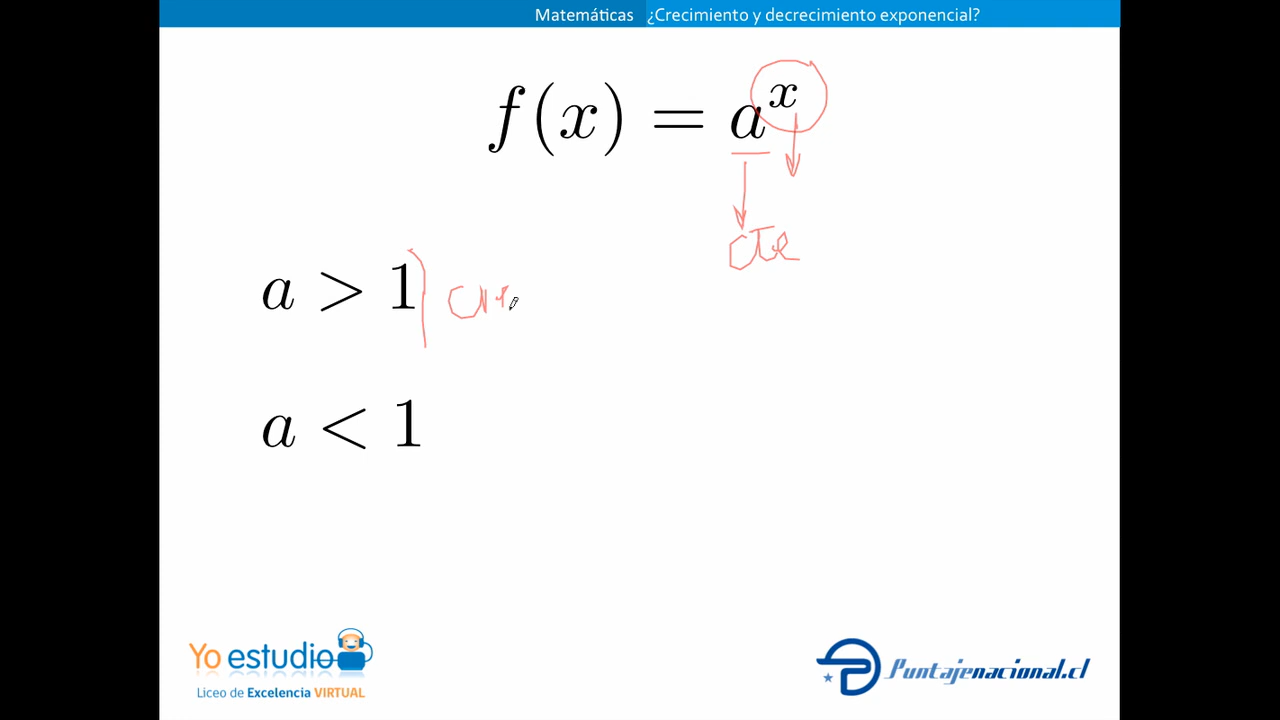 Matemáticas ¿Crecimiento y decrecimiento exponencial?
f(x) = a^x
cte
a > 1
a < 1
Yo estudio
Liceo de Excelencia VIRTUAL
Puntajenacional.cl